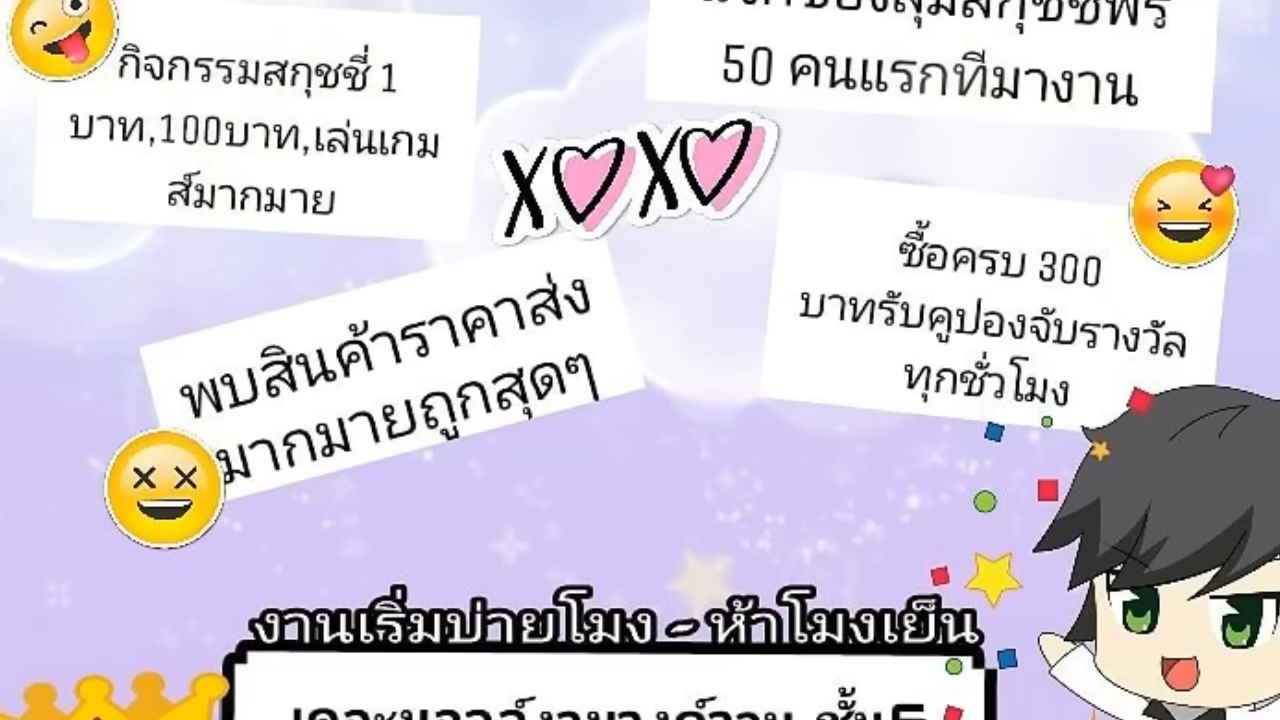 กิจกรรมสกุชชี่ 1
บาท,100บาท,เล่นเกม
ส์มากมาย
50 คนแรกที่มางาน
XOXO
ซื้อครบ 300
บาทรับคูปองจับรางวัล
ทุกชั่วโมง
พบสินค้าราคาส่ง
มากมายถูกสุดๆ
งานเริ่มบ่ายโมง - ห้าโมงเย็น